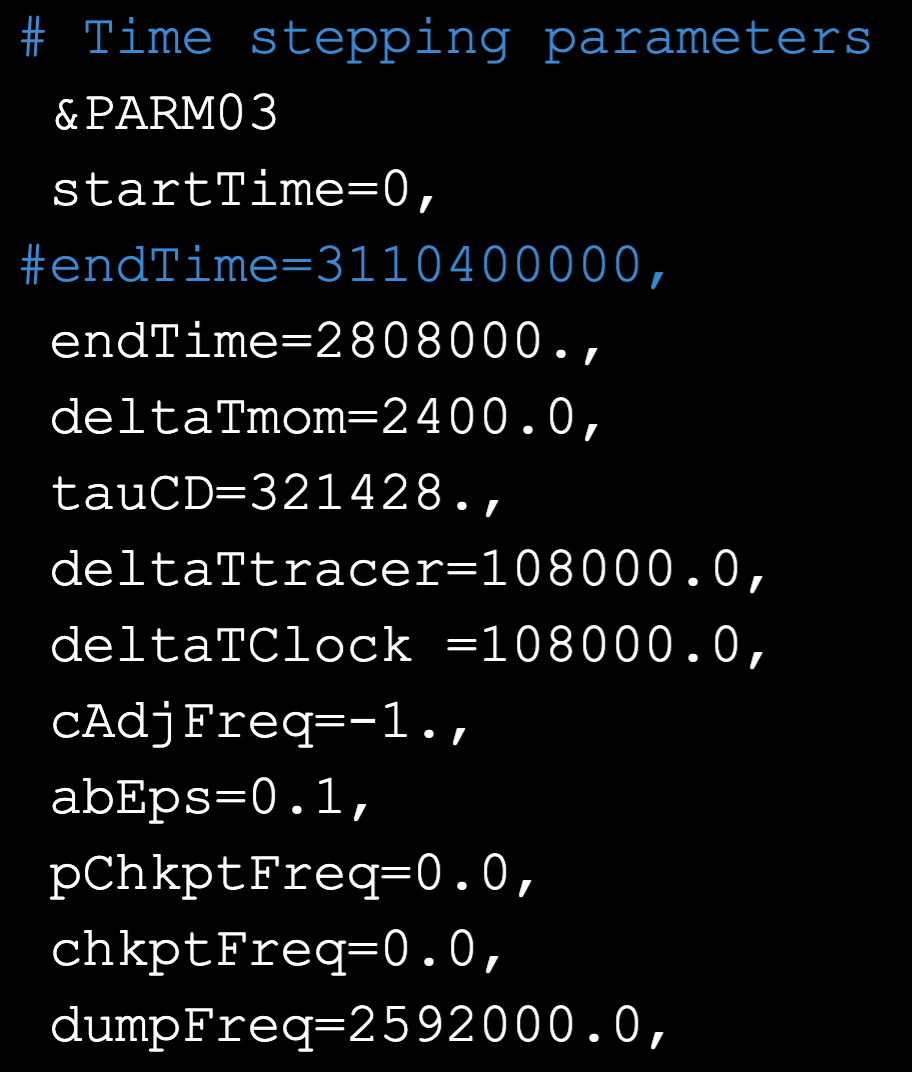 # Time stepping parameters
&PARM03
startTime=0,
#endTime=3110400000,
endTime=2808000.,
deltaTmom=2400.0,
tauCD=321428.,
deltaTtracer=108000.0,
deltaTClock =108000.0,
cAdjFreq=-1.,
abEps=0.1,
pChkptFreq=0.0,
chkptFreq=0.0,
dumpFreq=2592000.0,